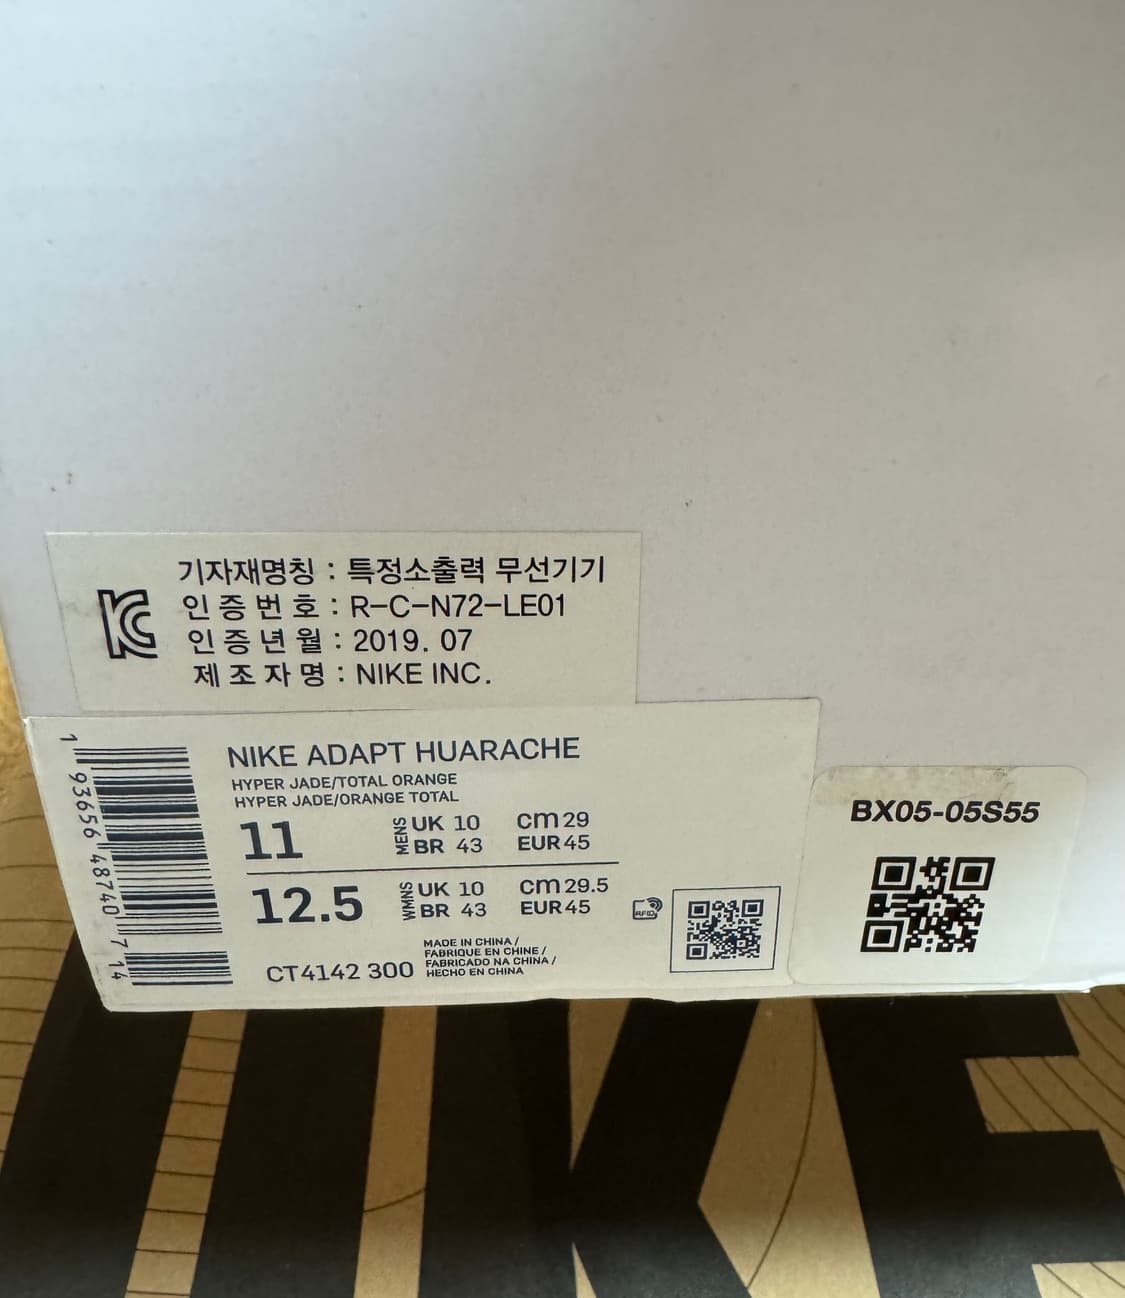 기자재명칭 : 특정소출력 무선기기
인증번호 : R-C-N72-LE01
인증년월 : 2019. 07
제조자명 : NIKE INC.
NIKE ADAPT HUARACHE
HYPER JADE/TOTAL ORANGE
HYPER JADE/ORANGE TOTAL
11 MENS UK 10 cm 29
BR 43 EUR 45
12.5 WMNS UK 10 cm 29.5
BR 43 EUR 45
CT4142 300
MADE IN CHINA /
FABRIQUE EN CHINE /
FABRICADO NA CHINA /
HECHO EN CHINA
RFID
1 93656 48740 7 14
BX05-05S55
NIKE